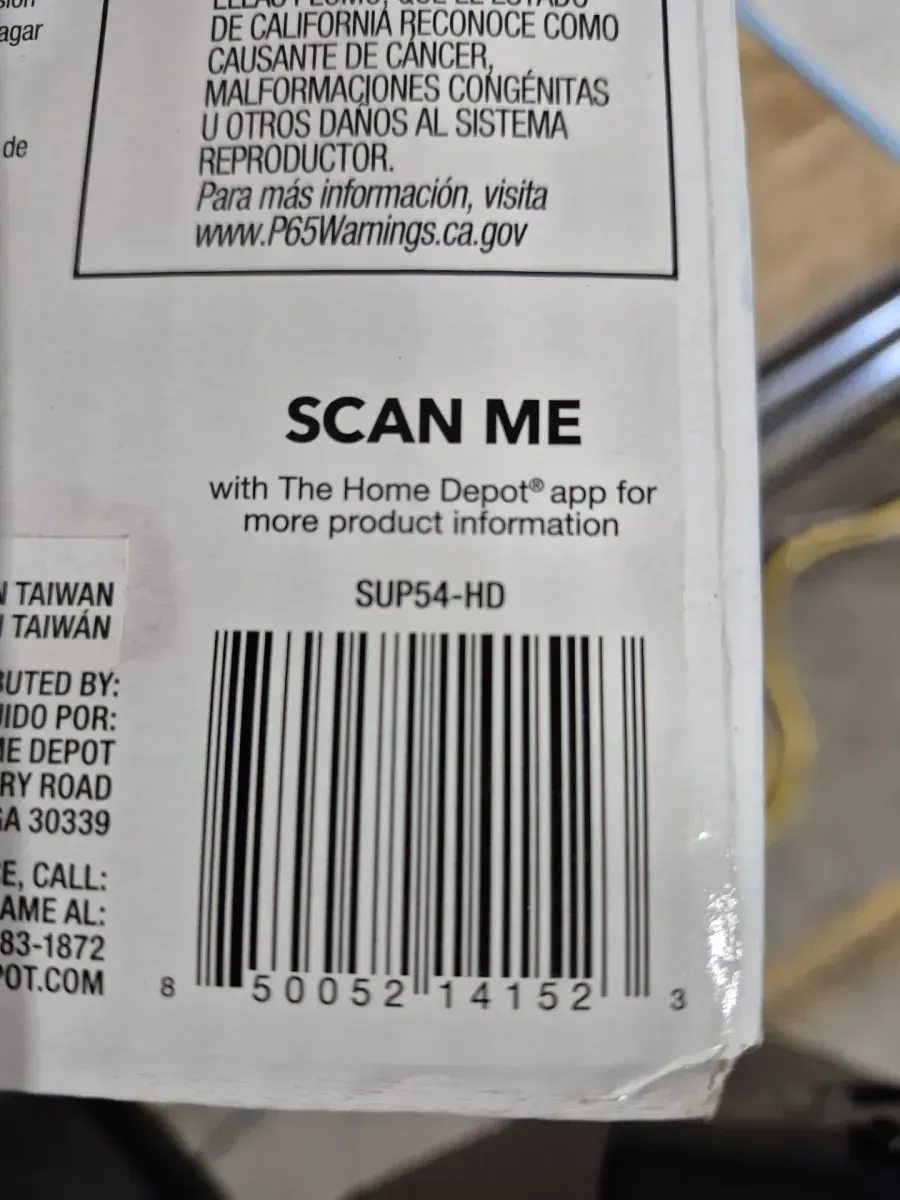 agar
DE CALIFORNIA RECONOCE COMO
CAUSANTE DE CÁNCER,
MALFORMACIONES CONGÉNITAS
U OTROS DAÑOS AL SISTEMA
REPRODUCTOR.
Para más información, visita
www.P65Warnings.ca.gov
de
SCAN ME
with The Home Depot® app for
more product information
SUP54-HD
8 50052 14152 3
TAIWAN
TAIWÁN
BUTED BY:
UIDO POR:
ME DEPOT
RY ROAD
GA 30339
E, CALL:
AME AL:
83-1872
POT.COM